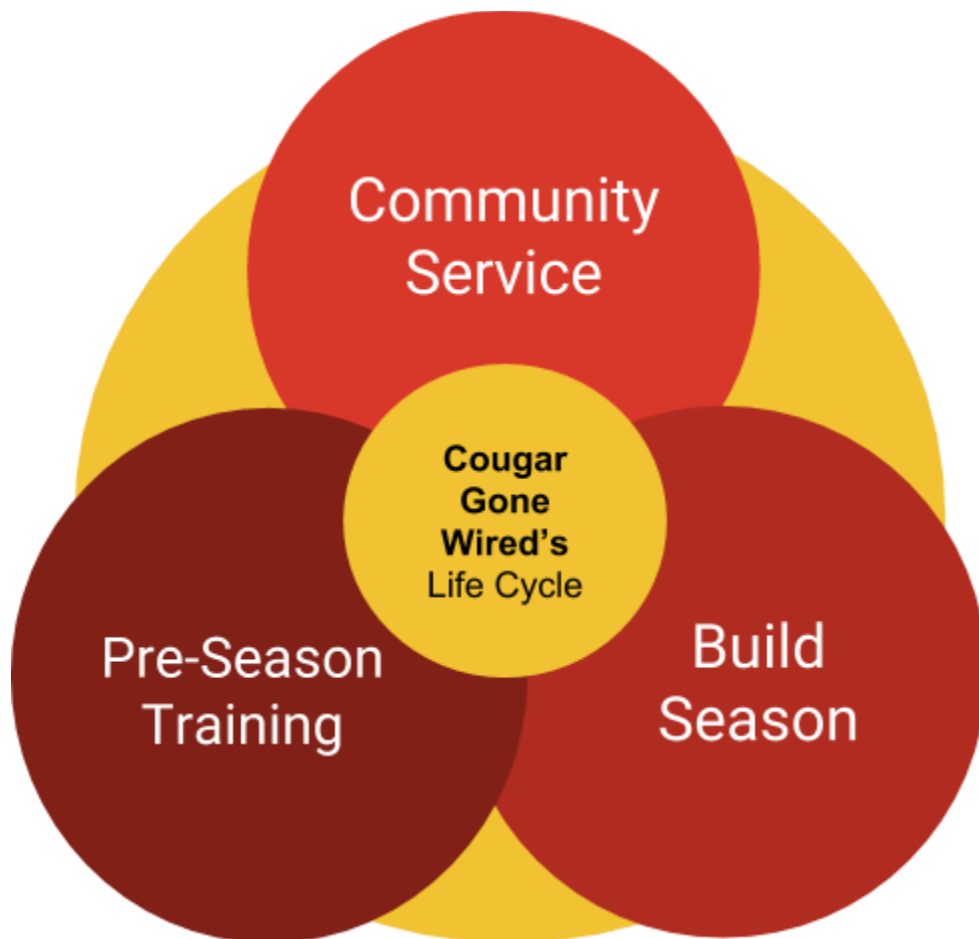 Community
Service
Cougar
Gone
Wired’s
Life Cycle
Pre-Season
Training
Build
Season